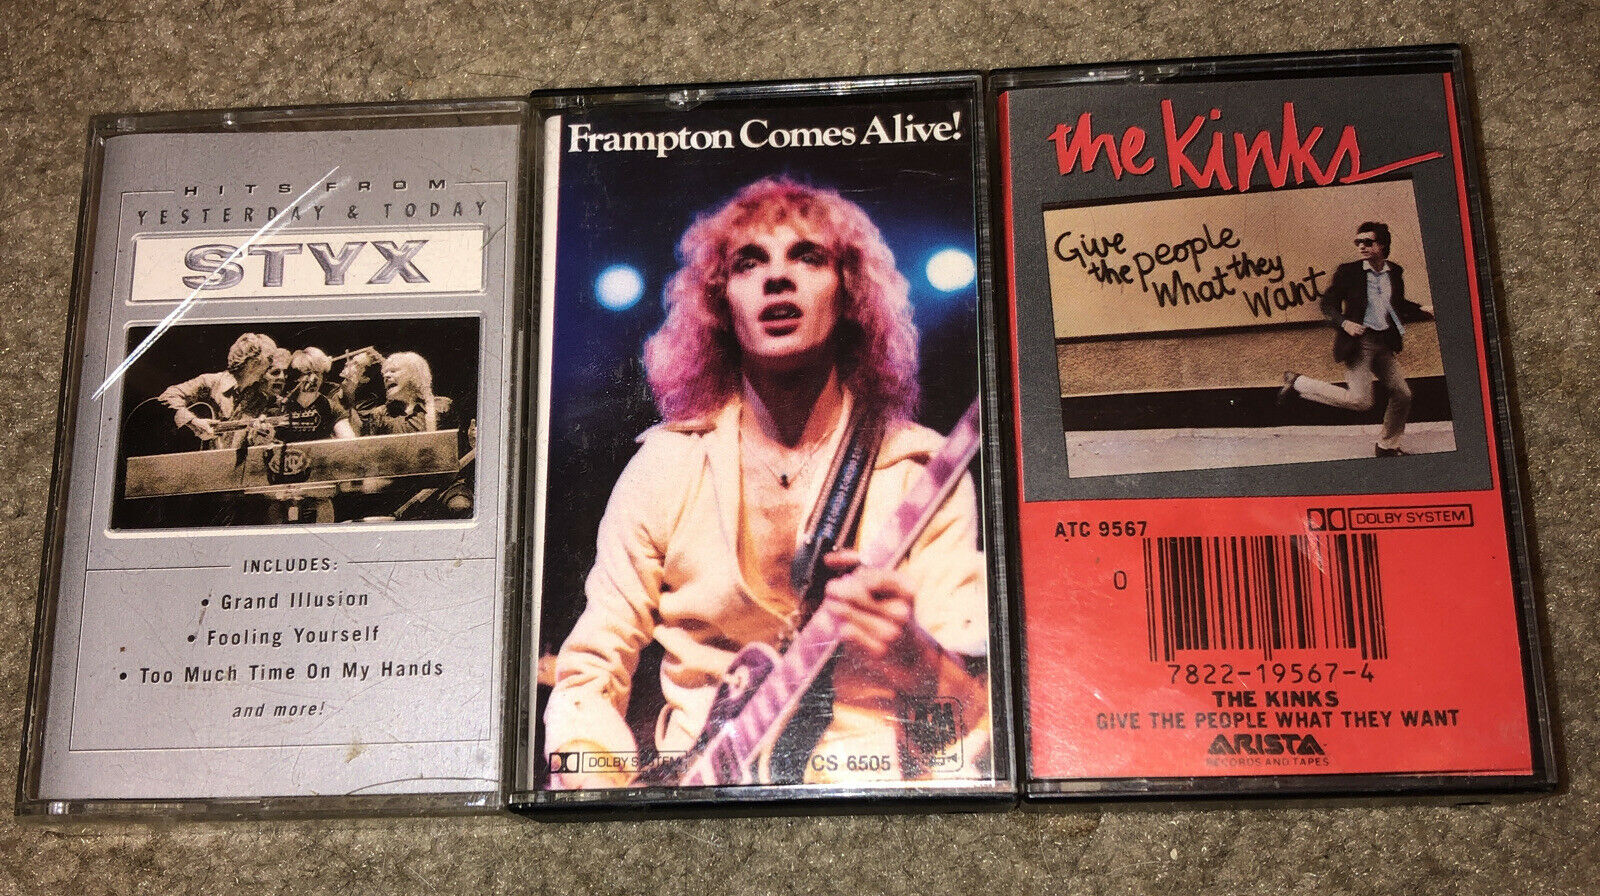 HITS FROM
YESTERDAY & TODAY
STYX
INCLUDES:
• Grand Illusion
• Fooling Yourself
• Too Much Time On My Hands
and more!
Frampton Comes Alive!
DOLBY SYSTEM
CS 6505
AM
the Kinks
Give
the people
What they
Want
ATC 9567
DOLBY SYSTEM
0
7822-19567-4
THE KINKS
GIVE THE PEOPLE WHAT THEY WANT
ARISTA
RECORDS AND TAPES